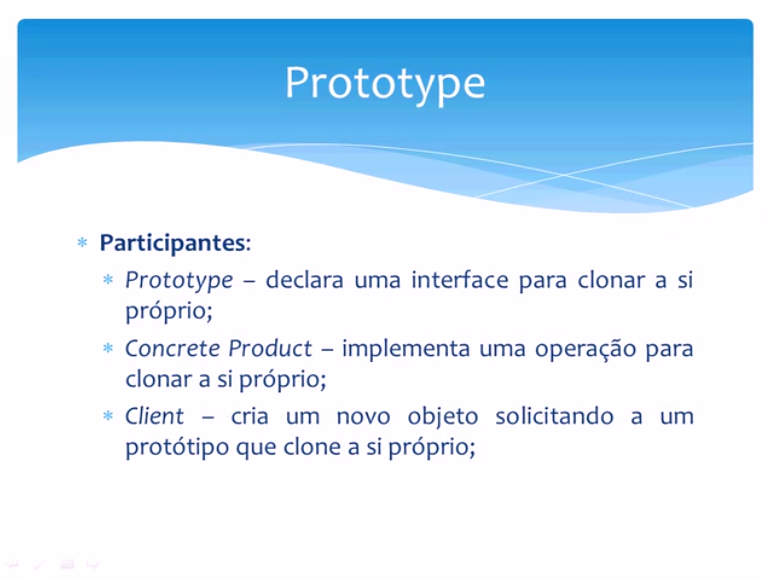 Prototype
* Participantes:
* Prototype – declara uma interface para clonar a si
próprio;
* Concrete Product – implementa uma operação para
clonar a si próprio;
* Client – cria um novo objeto solicitando a um
protótipo que clone a si próprio;